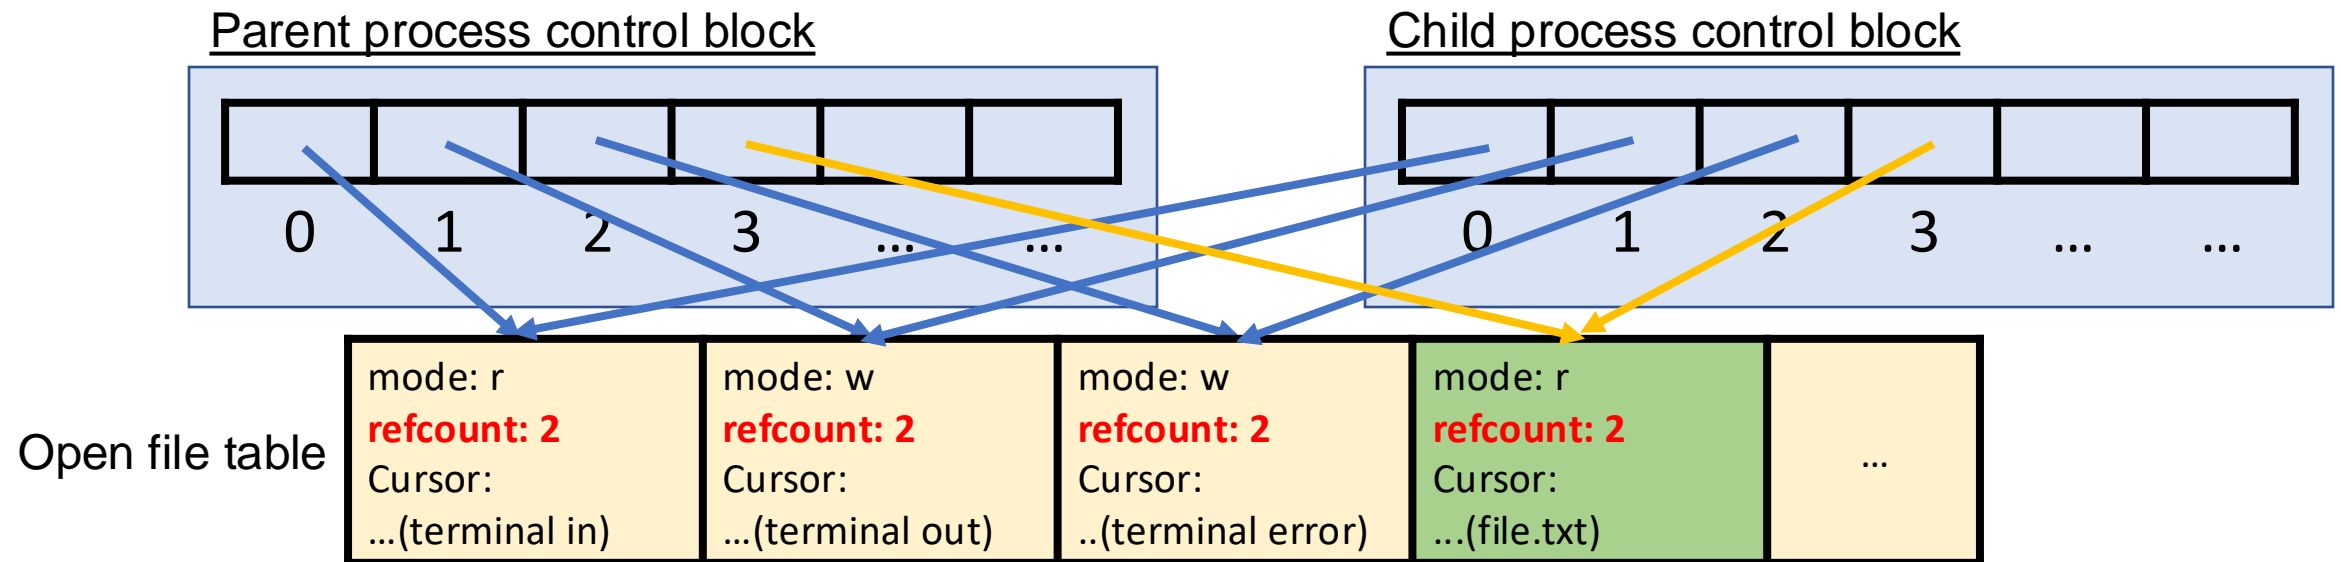 Parent process control block
Child process control block
0 1 2 3 ... ...
0 1 2 3 ... ...
mode: r
refcount: 2
Cursor:
...(terminal in)
mode: w
refcount: 2
Cursor:
...(terminal out)
mode: w
refcount: 2
Cursor:
..(terminal error)
mode: r
refcount: 2
Cursor:
...(file.txt)
...
Open file table